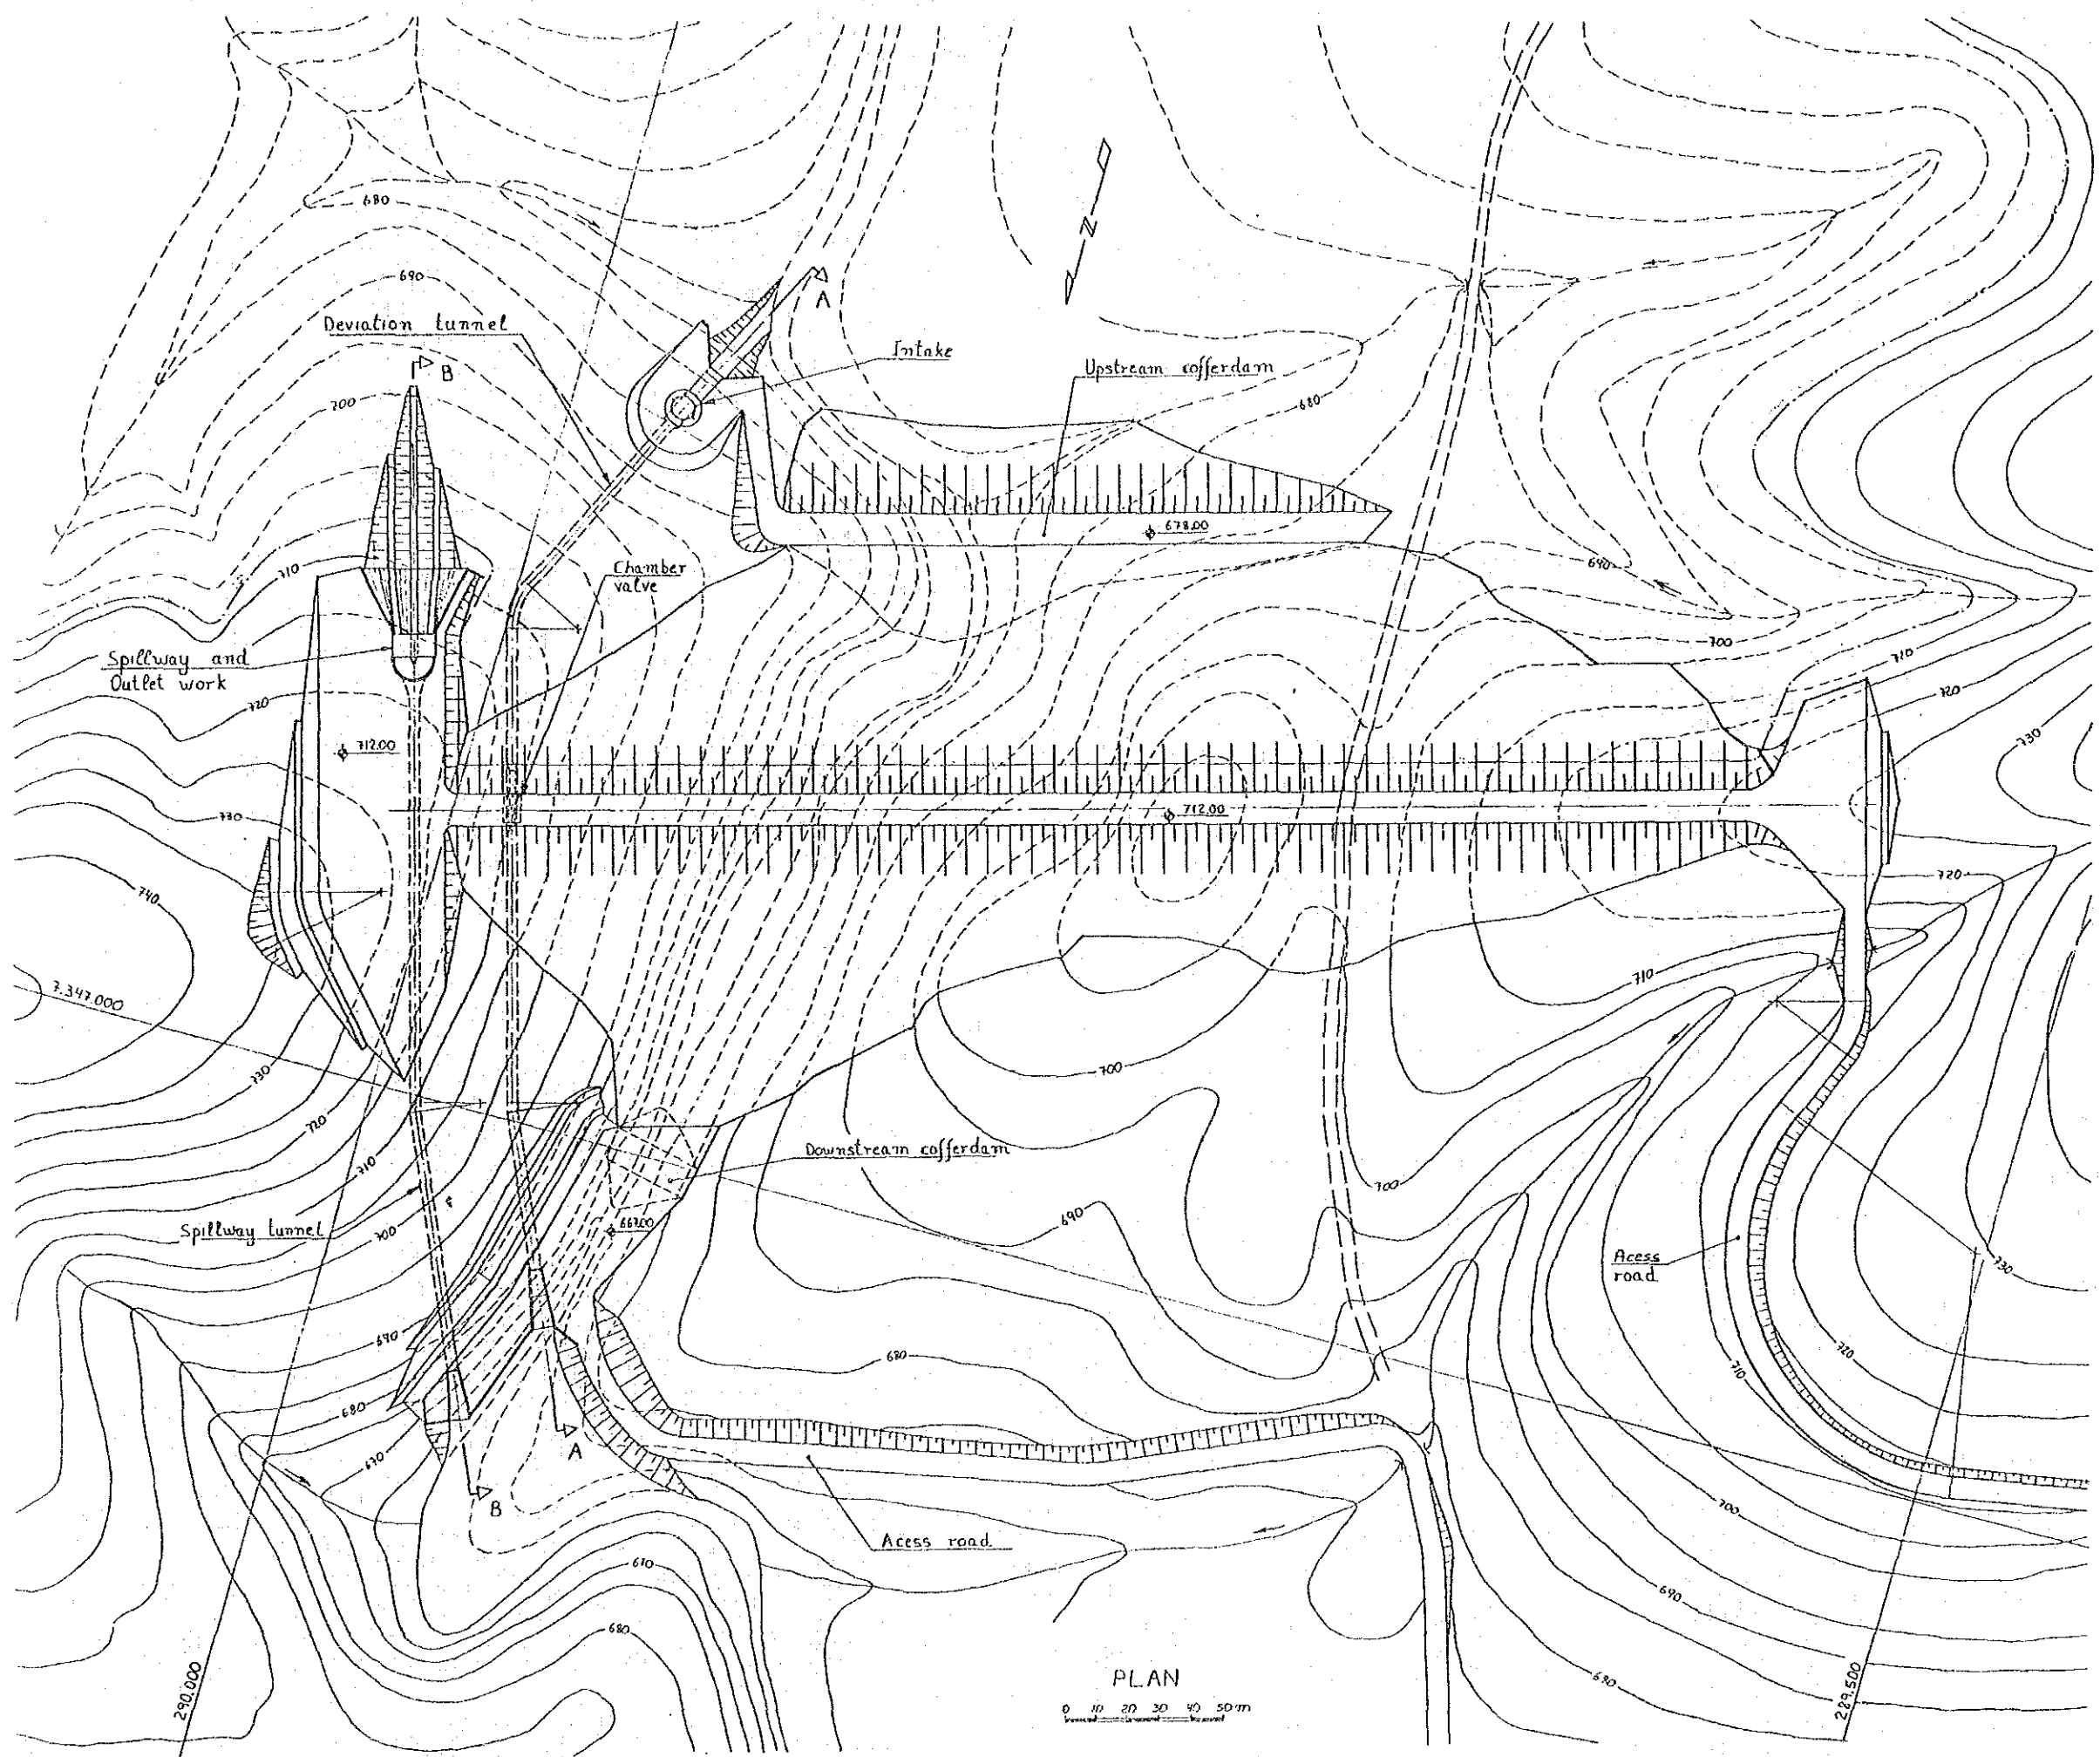 680
N
690
A
Deviation tunnel
Intake
B
Upstream cofferdam
700
680
678.00
710
Chamber
valve
690
700
710
Spillway and
Outlet work
720
720
730
712.00
712.00
730
740
720
710
7.347.000
730
700
720
Downstream cofferdam
710
700
690
667.00
Spillway tunnel
700
Acess
road
730
690
680
720
710
680
A
670
B
700
Acess road
690
680
PLAN
680
290.000
289.500
0 10 20 30 40 50m